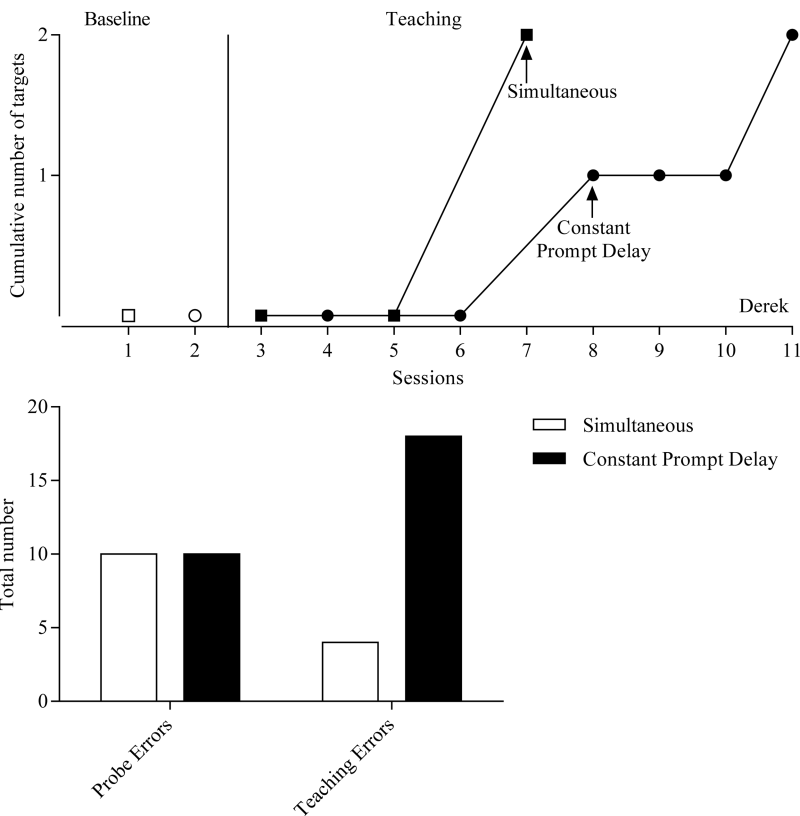 Baseline
Teaching
Cumulative number of targets
2
1
Simultaneous
Constant
Prompt Delay
Derek
1 2 3 4 5 6 7 8 9 10 11
Sessions
Total number
20
15
10
5
0
Simultaneous
Constant Prompt Delay
Probe Errors
Teaching Errors